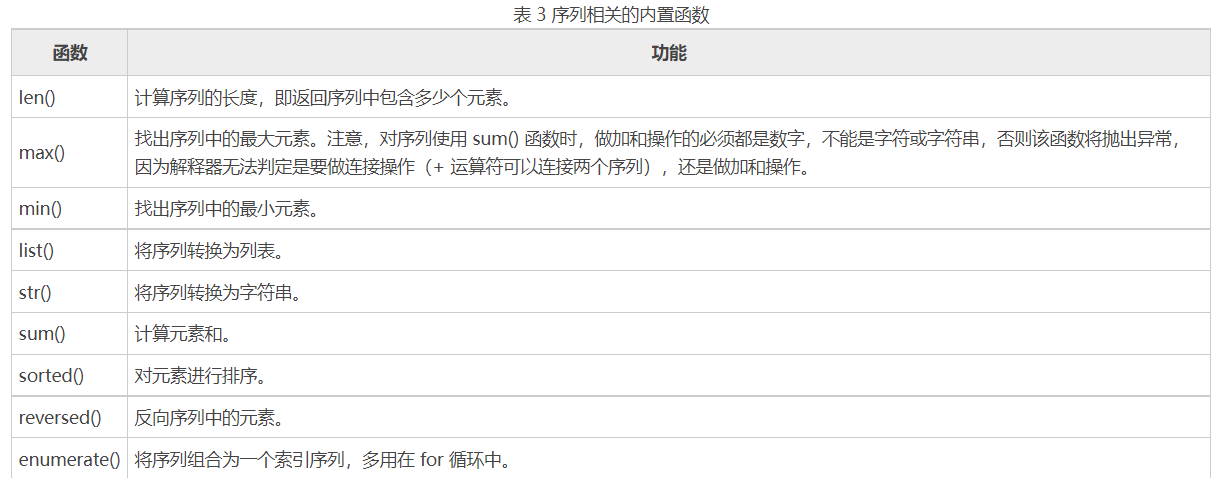 表 3 序列相关的内置函数
函数 功能
len() 计算序列的长度，即返回序列中包含多少个元素。
max() 找出序列中的最大元素。注意，对序列使用 sum() 函数时，做加和操作的必须都是数字，不能是字符或字符串，否则该函数将抛出异常，
因为解释器无法判定是要做连接操作（+ 运算符可以连接两个序列），还是做加和操作。
min() 找出序列中的最小元素。
list() 将序列转换为列表。
str() 将序列转换为字符串。
sum() 计算元素和。
sorted() 对元素进行排序。
reversed() 反向序列中的元素。
enumerate() 将序列组合为一个索引序列，多用在 for 循环中。